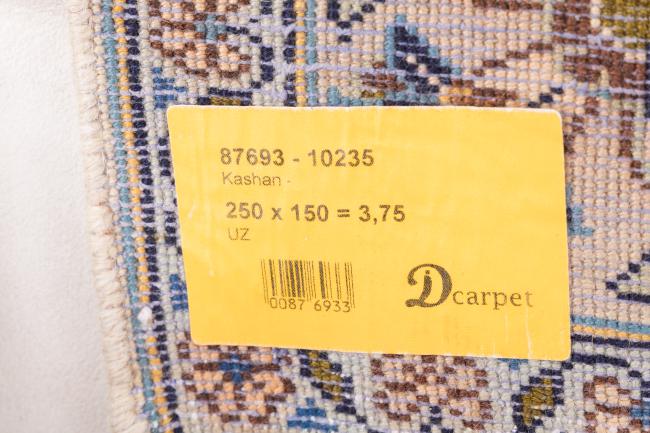 87693 - 10235
Kashan -
250 x 150 = 3,75
UZ
0087 6933
Dcarpet